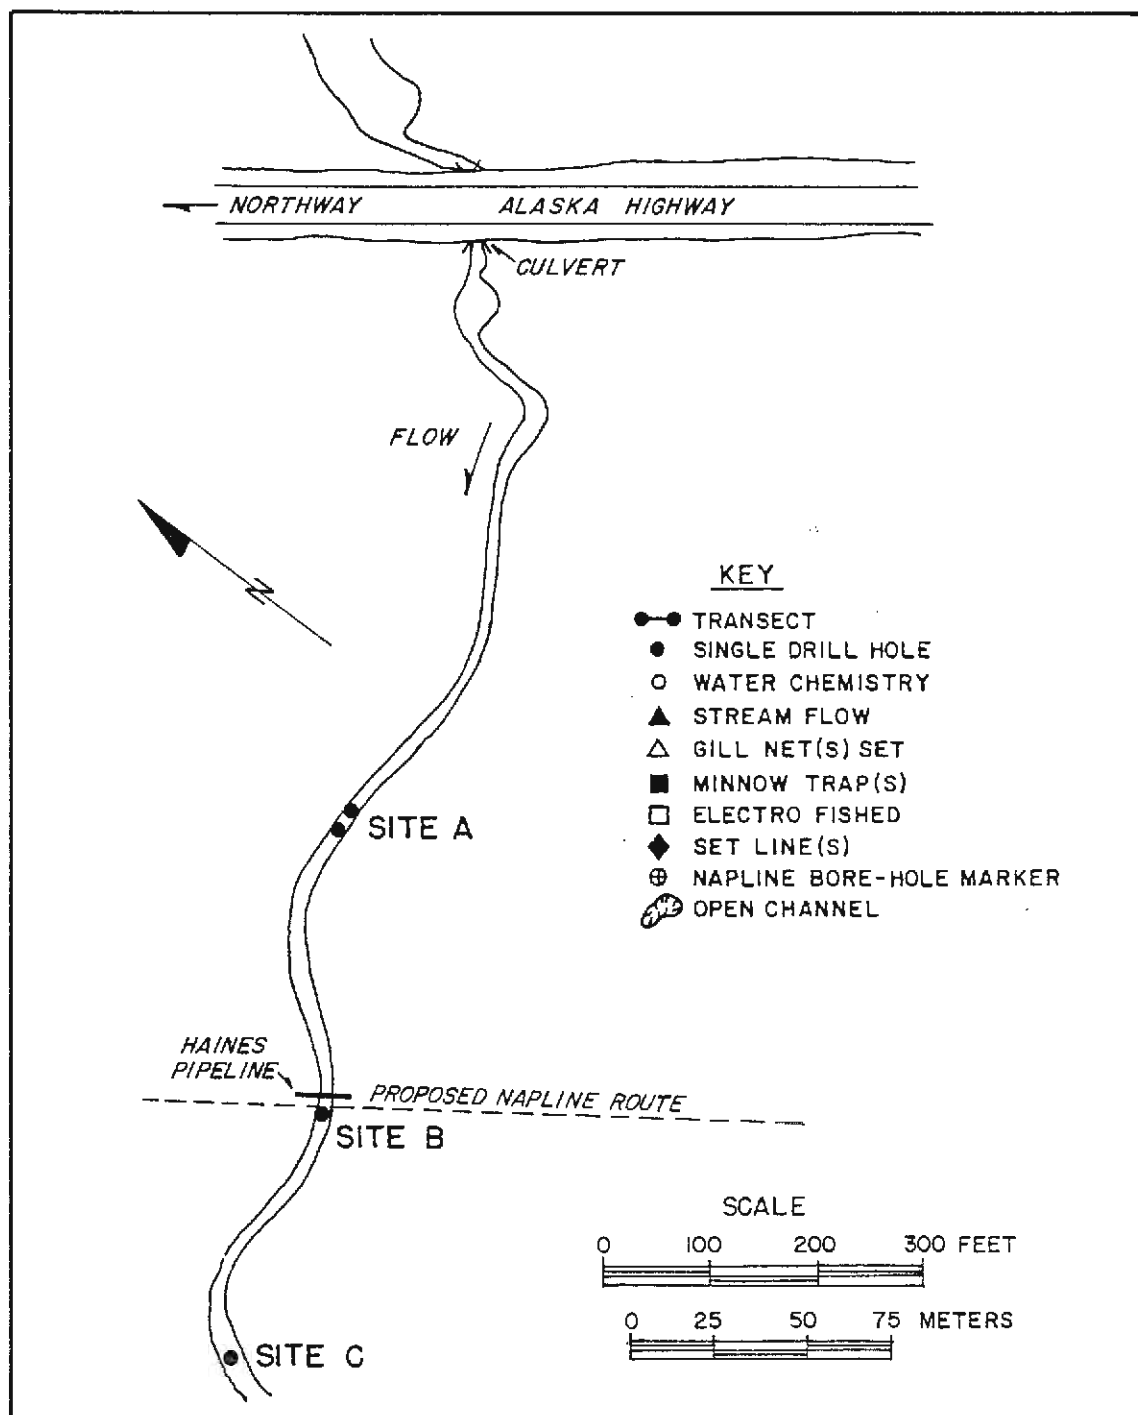 NORTHWAY
ALASKA HIGHWAY
CULVERT
FLOW
N
KEY
TRANSECT
SINGLE DRILL HOLE
WATER CHEMISTRY
STREAM FLOW
GILL NET(S) SET
MINNOW TRAP(S)
ELECTRO FISHED
SET LINE(S)
NAPLINE BORE-HOLE MARKER
OPEN CHANNEL
SITE A
HAINES
PIPELINE
PROPOSED NAPLINE ROUTE
SITE B
SCALE
0 100 200 300 FEET
0 25 50 75 METERS
SITE C